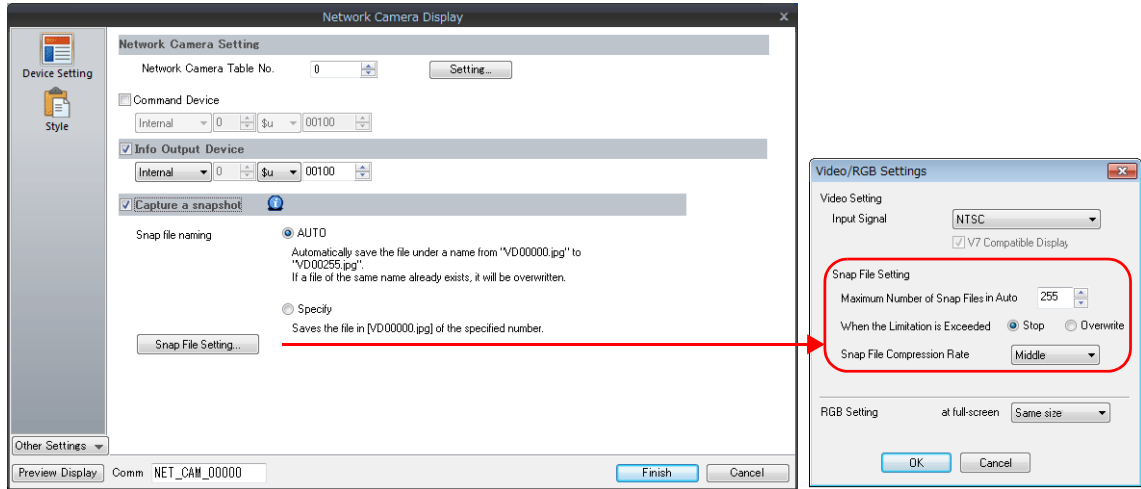 Network Camera Display
Device Setting
Style
Other Settings
Network Camera Setting
Network Camera Table No. 0 Setting...
Command Device
Internal 0 $u 00100
Info Output Device
Internal 0 $u 00100
Capture a snapshot
Snap file naming AUTO
Automatically save the file under a name from "VD00000.jpg" to
"VD00255.jpg".
If a file of the same name already exists, it will be overwritten.
Specify
Saves the file in [VD00000.jpg] of the specified number.
Snap File Setting...
Preview Display Comm NET_CAM_00000 Finish Cancel
Video/RGB Settings
Video Setting
Input Signal NTSC
V7 Compatible Display
Snap File Setting
Maximum Number of Snap Files in Auto 255
When the Limitation is Exceeded Stop Overwrite
Snap File Compression Rate Middle
RGB Setting at full-screen Same size
OK Cancel